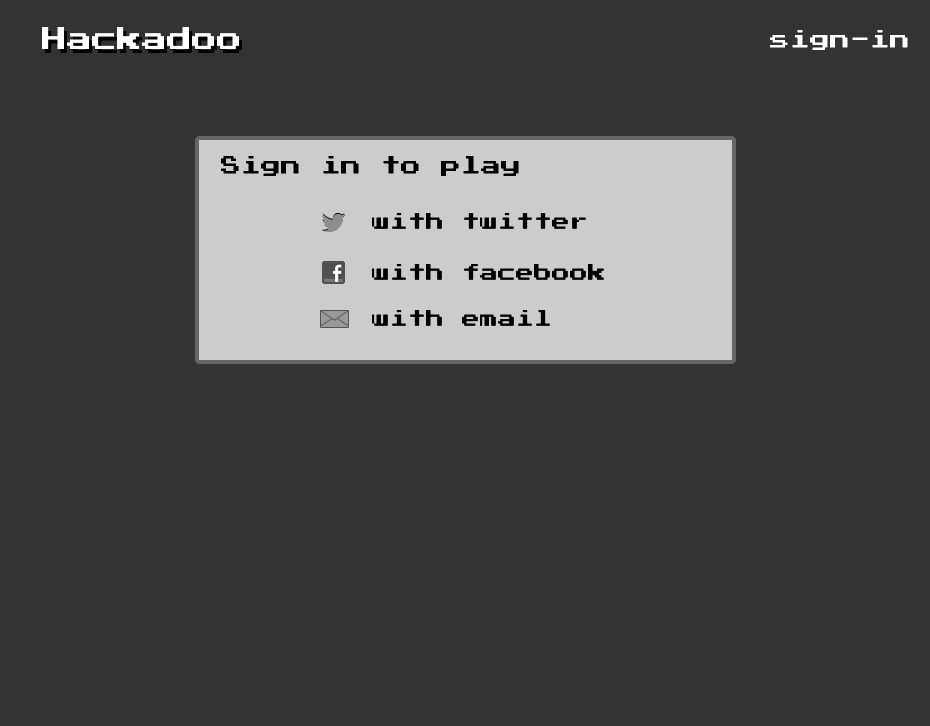 Hackadoo
sign-in
Sign in to play
with twitter
with facebook
with email